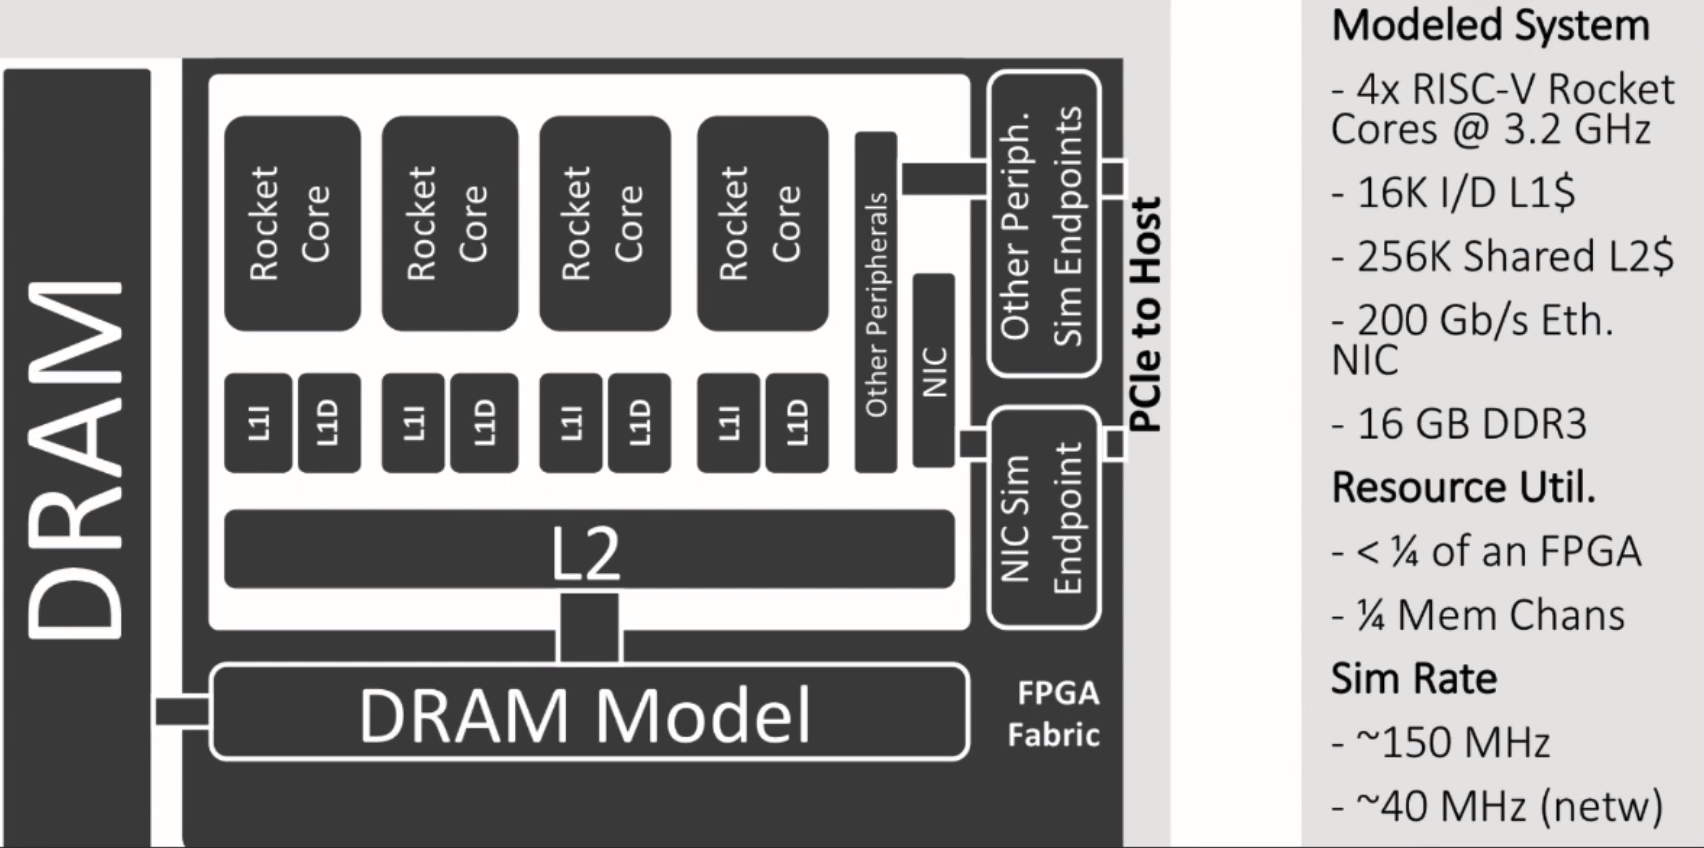 DRAM
Rocket
Core
Rocket
Core
Rocket
Core
Rocket
Core
L1I
L1D
L1I
L1D
L1I
L1D
L1I
L1D
Other Peripherals
NIC
L2
DRAM Model
Other Periph.
Sim Endpoints
NIC Sim
Endpoint
FPGA
Fabric
PCIe to Host
Modeled System
- 4x RISC-V Rocket
Cores @ 3.2 GHz
- 16K I/D L1$
- 256K Shared L2$
- 200 Gb/s Eth.
NIC
- 16 GB DDR3
Resource Util.
- < ¼ of an FPGA
- ¼ Mem Chans
Sim Rate
- ~150 MHz
- ~40 MHz (netw)